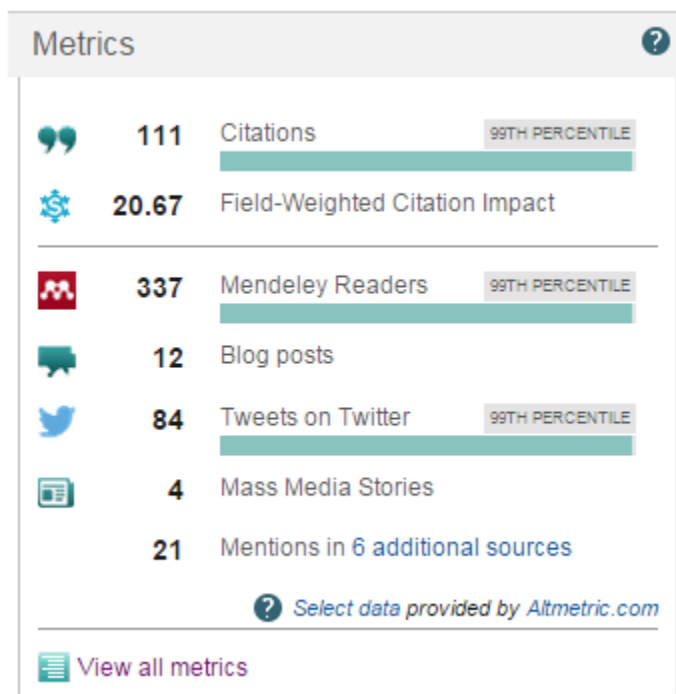 Metrics ?
111 Citations 99TH PERCENTILE
20.67 Field-Weighted Citation Impact
337 Mendeley Readers 99TH PERCENTILE
12 Blog posts
84 Tweets on Twitter 99TH PERCENTILE
4 Mass Media Stories
21 Mentions in 6 additional sources
? Select data provided by Altmetric.com
View all metrics